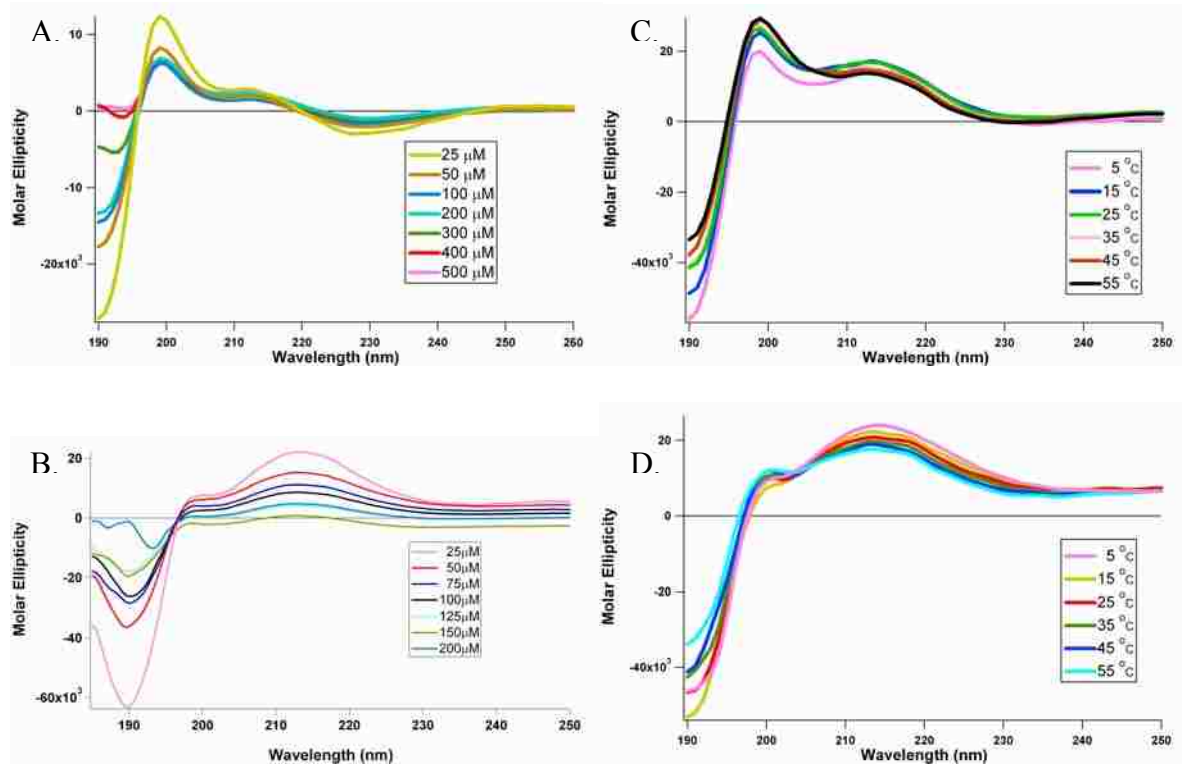 A.
10
0
-10
-20x10³
Molar Ellipticity
25 µM
50 µM
100 µM
200 µM
300 µM
400 µM
500 µM
190 200 210 220 230 240 250 260
Wavelength (nm)
C.
20
0
-20
-40x10³
Molar Ellipticity
5 °C
15 °C
25 °C
35 °C
45 °C
55 °C
190 200 210 220 230 240 250
Wavelength (nm)
B.
20
0
-20
-40
-60x10³
Molar Ellipticity
25µM
50µM
75µM
100µM
125µM
150µM
200µM
190 200 210 220 230 240 250
Wavelength (nm)
D.
20
0
-20
-40x10³
Molar Ellipticity
5 °C
15 °C
25 °C
35 °C
45 °C
55 °C
190 200 210 220 230 240 250
Wavelength (nm)